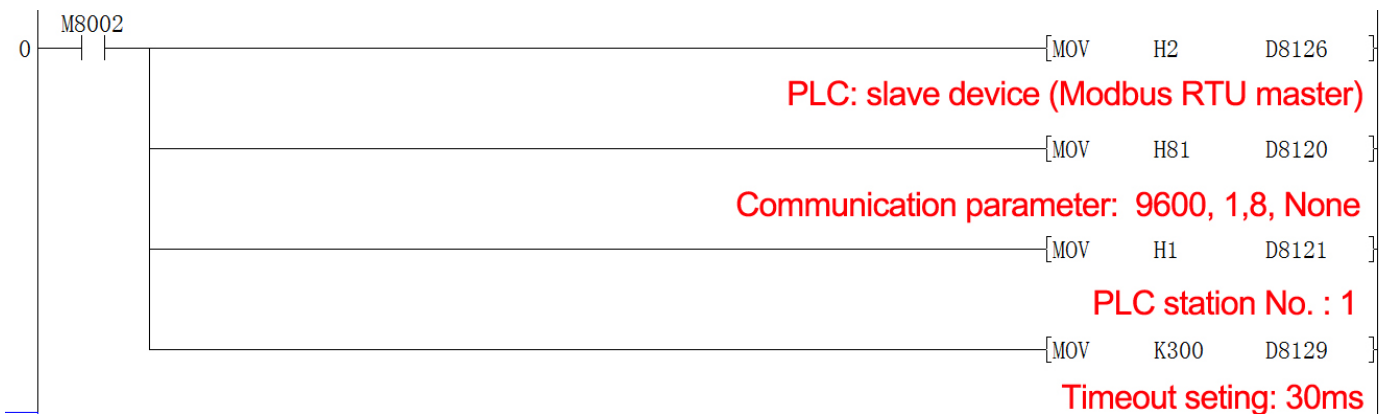 M8002
0 [MOV H2 D8126 ]
PLC: slave device (Modbus RTU master)
[MOV H81 D8120 ]
Communication parameter: 9600, 1,8, None
[MOV H1 D8121 ]
PLC station No. : 1
[MOV K300 D8129 ]
Timeout seting: 30ms